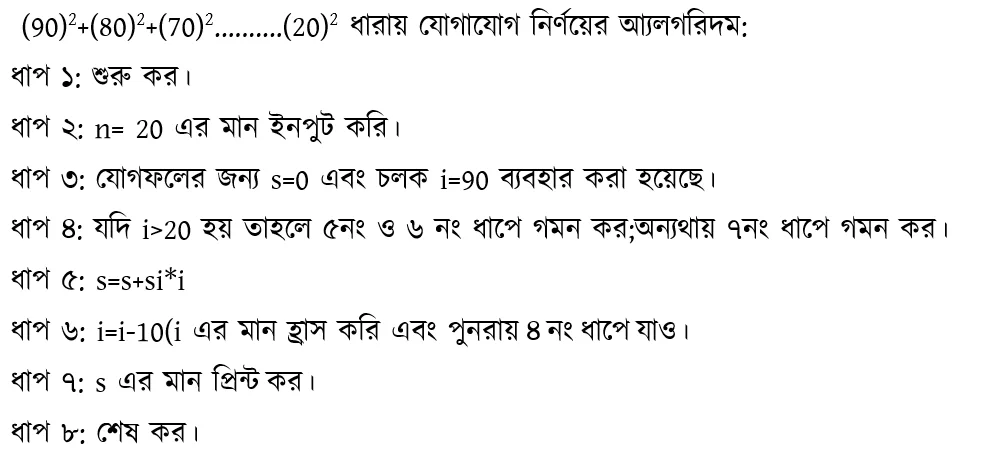 (90)²+(80)²+(70)²..........(20)² ধারায় যোগাযোগ নির্ণয়ের অ্যালগরিদম:
ধাপ ১: শুরু কর।
ধাপ ২: n= 20 এর মান ইনপুট করি।
ধাপ ৩: যোগফলের জন্য s=0 এবং চলক i=90 ব্যবহার করা হয়েছে।
ধাপ ৪: যদি i>20 হয় তাহলে ৫নং ও ৬ নং ধাপে গমন কর;অন্যথায় ৭নং ধাপে গমন কর।
ধাপ ৫: s=s+si*i
ধাপ ৬: i=i-10(i এর মান হ্রাস করি এবং পুনরায় ৪ নং ধাপে যাও।
ধাপ ৭: s এর মান প্রিন্ট কর।
ধাপ ৮: শেষ কর।